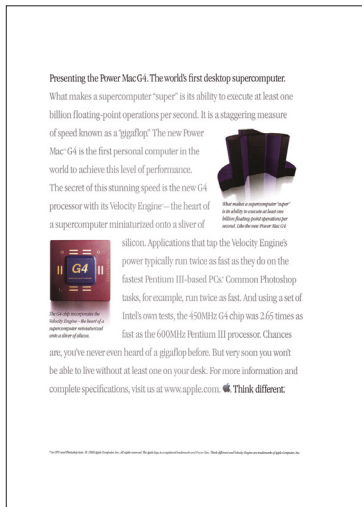 Presenting the Power Mac G4. The world's first desktop supercomputer.
What makes a supercomputer "super" is its ability to execute at least one
billion floating-point operations per second. It is a staggering measure
of speed known as a "gigaflop." The new Power
Mac™ G4 is the first personal computer in the
world to achieve this level of performance.
The secret of this stunning speed is the new G4
processor with its Velocity Engine™ – the heart of
a supercomputer miniaturized onto a sliver of
What makes a supercomputer "super"
is its ability to execute at least one
billion floating-point operations per
second. Like the new Power Mac G4.
silicon. Applications that tap the Velocity Engine's
power typically run twice as fast as they do on the
fastest Pentium III-based PCs.* Common Photoshop
tasks, for example, run twice as fast. And using a set of
Intel's own tests, the 450MHz G4 chip was 2.65 times as
fast as the 600MHz Pentium III processor. Chances
G4
The G4 chip incorporates the
Velocity Engine – the heart of a
supercomputer miniaturized
onto a sliver of silicon.
are, you've never even heard of a gigaflop before. But very soon you won't
be able to live without at least one on your desk. For more information and
complete specifications, visit us at www.apple.com. Think different.